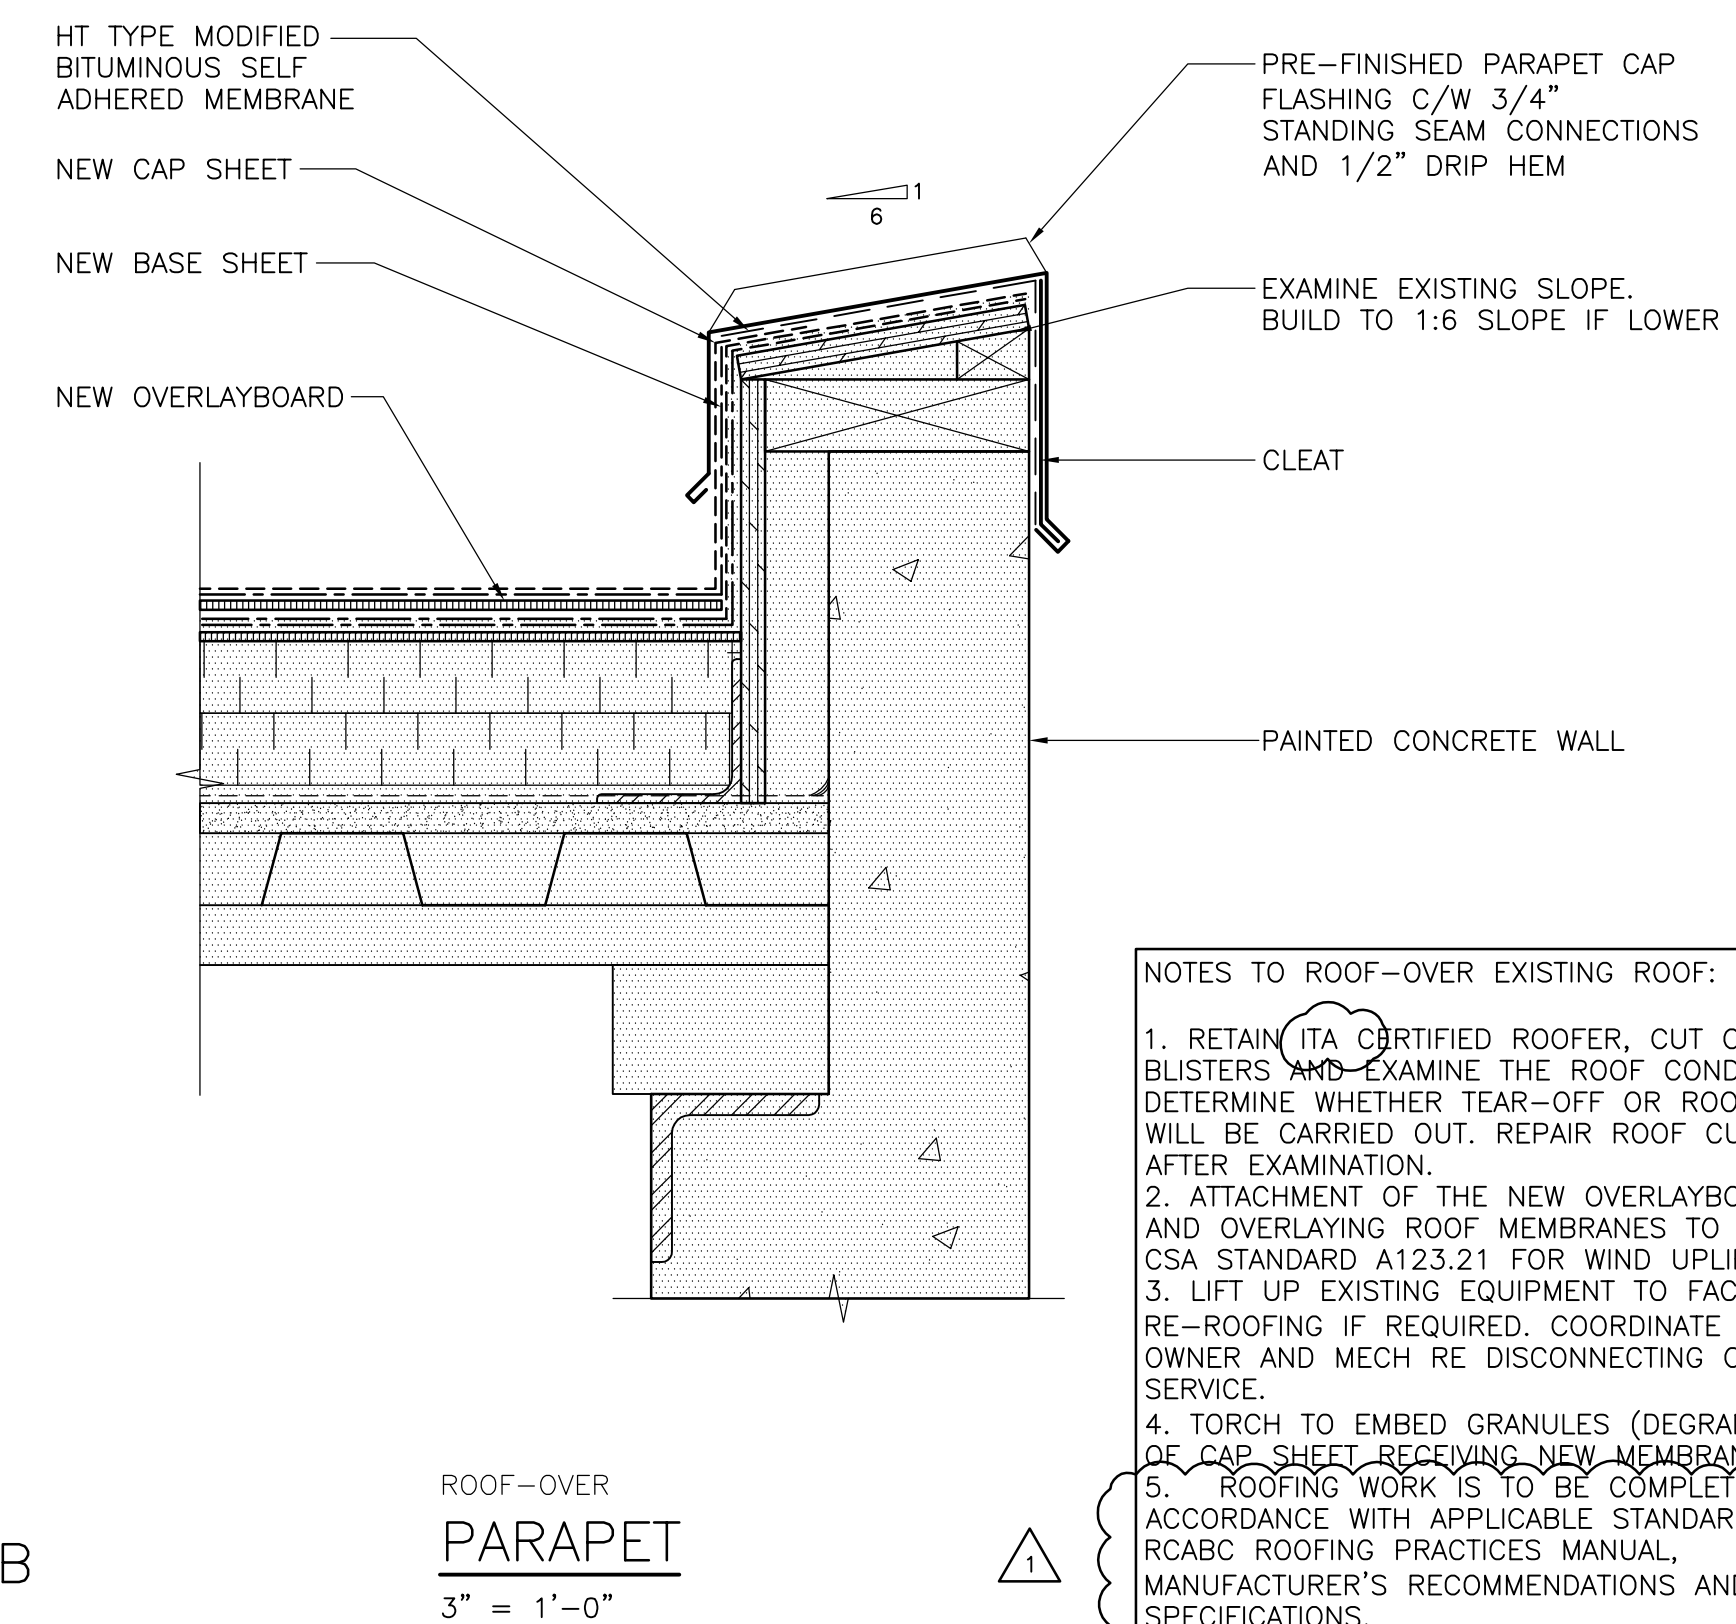 HT TYPE MODIFIED
BITUMINOUS SELF
ADHERED MEMBRANE
NEW CAP SHEET
NEW BASE SHEET
NEW OVERLAYBOARD
1
6
PRE-FINISHED PARAPET CAP
FLASHING C/W 3/4"
STANDING SEAM CONNECTIONS
AND 1/2" DRIP HEM
EXAMINE EXISTING SLOPE.
BUILD TO 1:6 SLOPE IF LOWER
CLEAT
PAINTED CONCRETE WALL
NOTES TO ROOF-OVER EXISTING ROOF:
1. RETAIN ITA CERTIFIED ROOFER, CUT
BLISTERS AND EXAMINE THE ROOF
DETERMINE WHETHER TEAR-OFF OR
WILL BE CARRIED OUT. REPAIR ROOF
AFTER EXAMINATION.
2. ATTACHMENT OF THE NEW
AND OVERLAYING ROOF MEMBRANES TO
CSA STANDARD A123.21 FOR WIND
3. LIFT UP EXISTING EQUIPMENT TO
RE-ROOFING IF REQUIRED. COORDINATE
OWNER AND MECH RE DISCONNECTING
SERVICE.
4. TORCH TO EMBED GRANULES
OF CAP SHEET RECEIVING NEW
5. ROOFING WORK IS TO BE
ACCORDANCE WITH APPLICABLE
RCABC ROOFING PRACTICES MANUAL,
MANUFACTURER'S RECOMMENDATIONS
SPECIFICATIONS.
ROOF-OVER
PARAPET
3" = 1'-0"
1
B